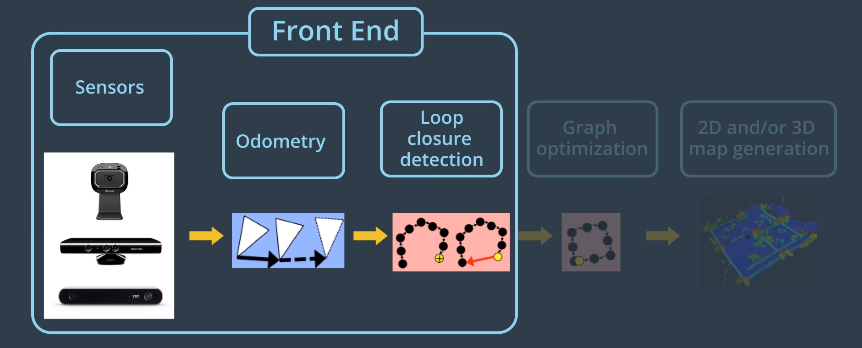 Front End
Sensors
Odometry
Loop
closure
detection
Graph
optimization
2D and/or 3D
map generation